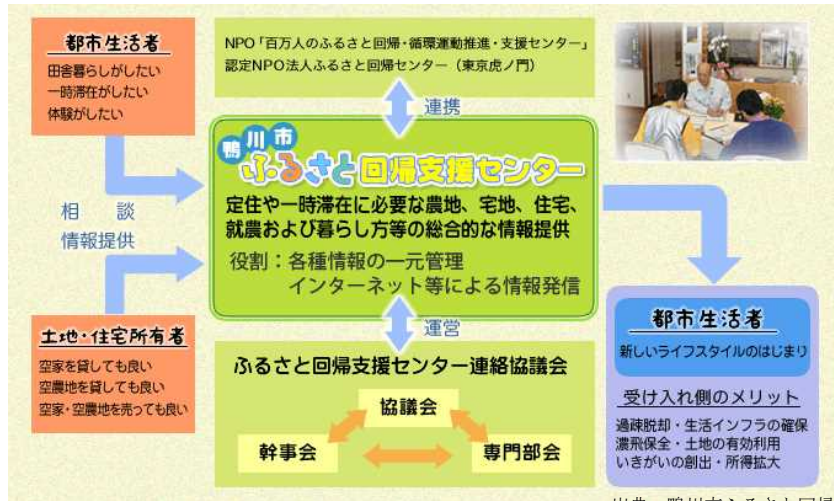 都市生活者
田舎暮らしがしたい
一時滞在がしたい
体験がしたい
NPO「百万人のふるさと回帰・循環運動推進・支援センター」
認定NPO法人ふるさと回帰センター（東京虎ノ門）
連携
鴨川市
ふるさと回帰支援センター
定住や一時滞在に必要な農地、宅地、住宅、
就農および暮らし方等の総合的な情報提供
役割：各種情報の一元管理
インターネット等による情報発信
相　談
情報提供
運営
土地・住宅所有者
空家を貸しても良い
空農地を貸しても良い
空家・空農地を売っても良い
ふるさと回帰支援センター連絡協議会
協議会
幹事会
専門部会
都市生活者
新しいライフスタイルのはじまり
受け入れ側のメリット
過疎脱却・生活インフラの確保
濃飛保全・土地の有効利用
いきがいの創出・所得拡大